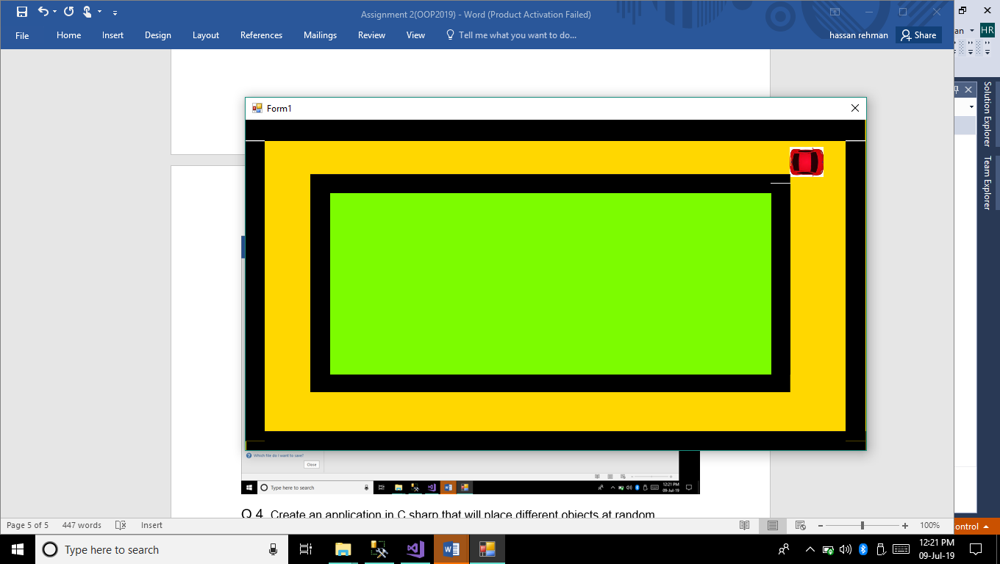 Assignment 2(OOP2019) - Word (Product Activation Failed)
File Home Insert Design Layout References Mailings Review View Tell me what you want to do... hassan rehman Share
an HR
Form1
Solution Explorer
Team Explorer
Which file do I want to save?
Close
Type here to search 12:21 PM
09-Jul-19
Q 4. Create an application in C sharp that will place different objects at random
Page 5 of 5 447 words Insert 100%
ontrol
Type here to search 12:21 PM
09-Jul-19